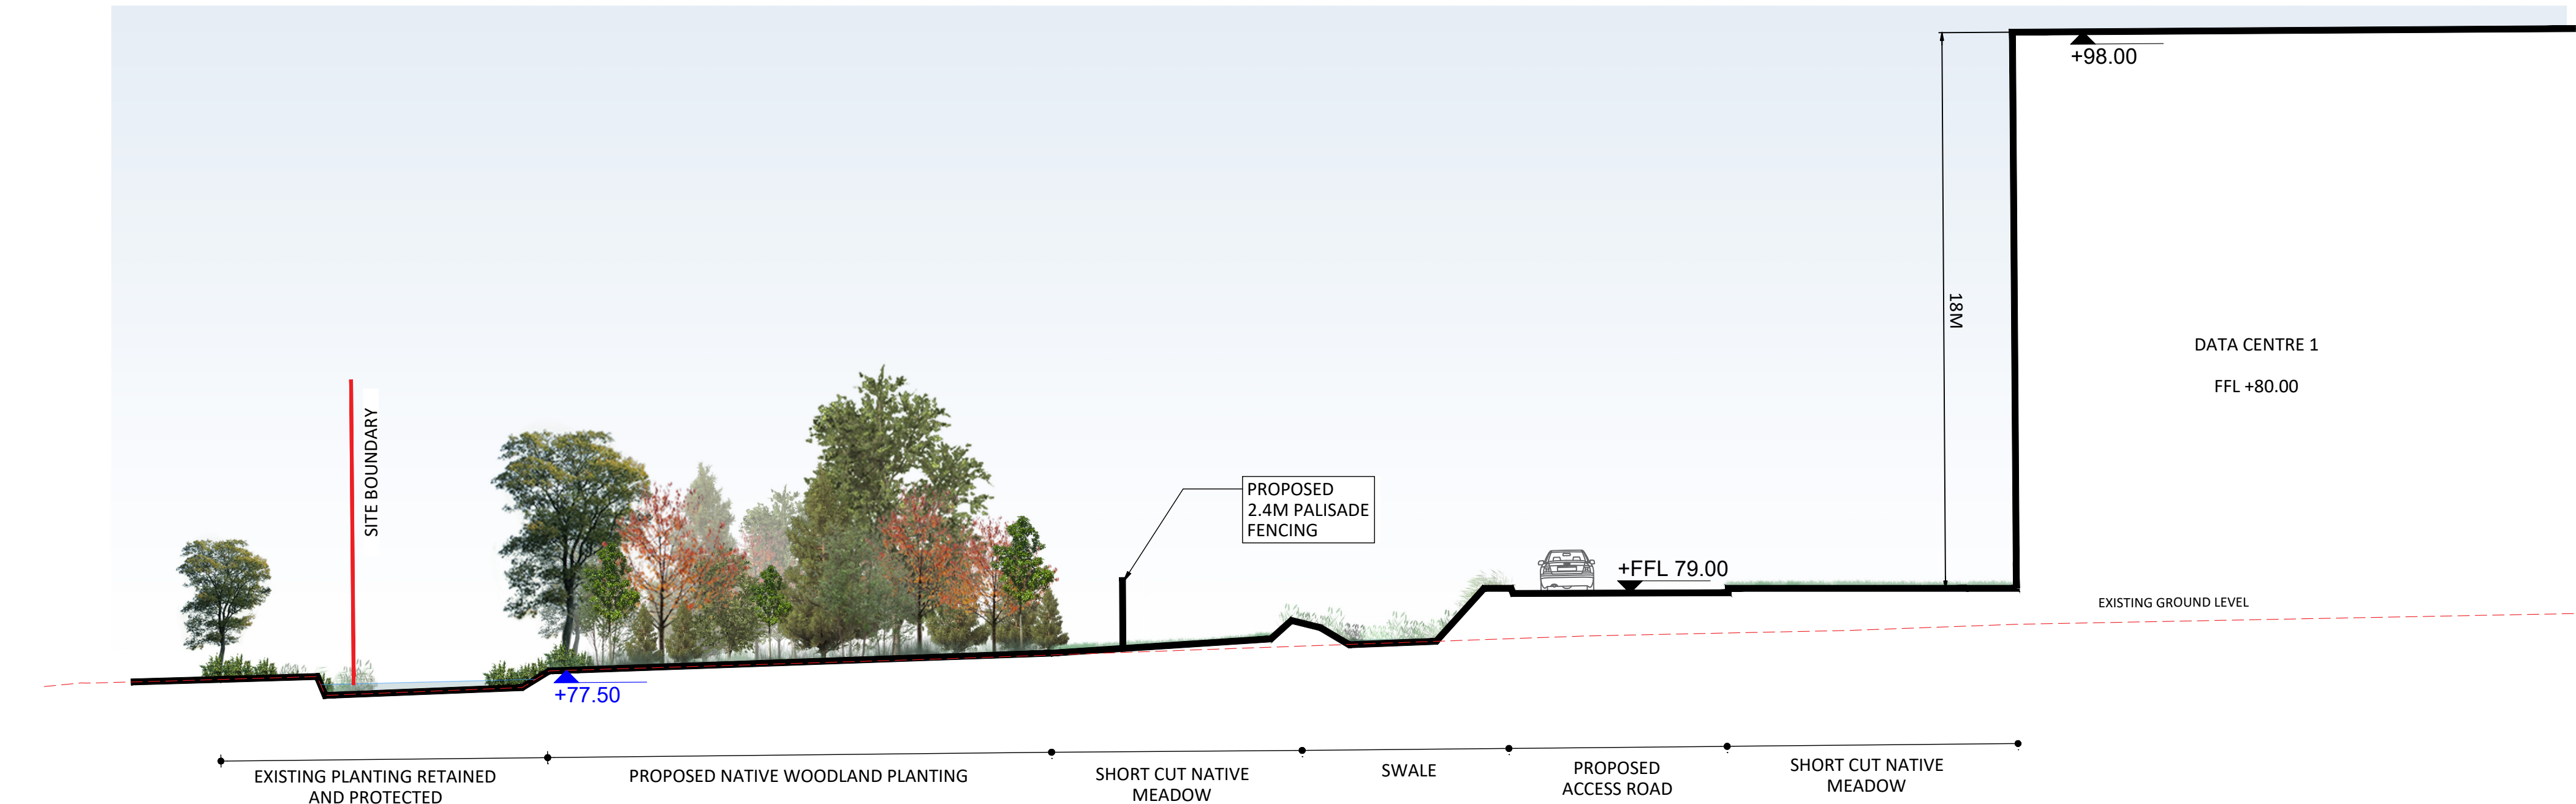 +98.00
18M
DATA CENTRE 1
FFL +80.00
SITE BOUNDARY
PROPOSED
2.4M PALISADE
FENCING
+FFL 79.00
EXISTING GROUND LEVEL
+77.50
EXISTING PLANTING RETAINED
AND PROTECTED
PROPOSED NATIVE WOODLAND PLANTING
SHORT CUT NATIVE
MEADOW
SWALE
PROPOSED
ACCESS ROAD
SHORT CUT NATIVE
MEADOW